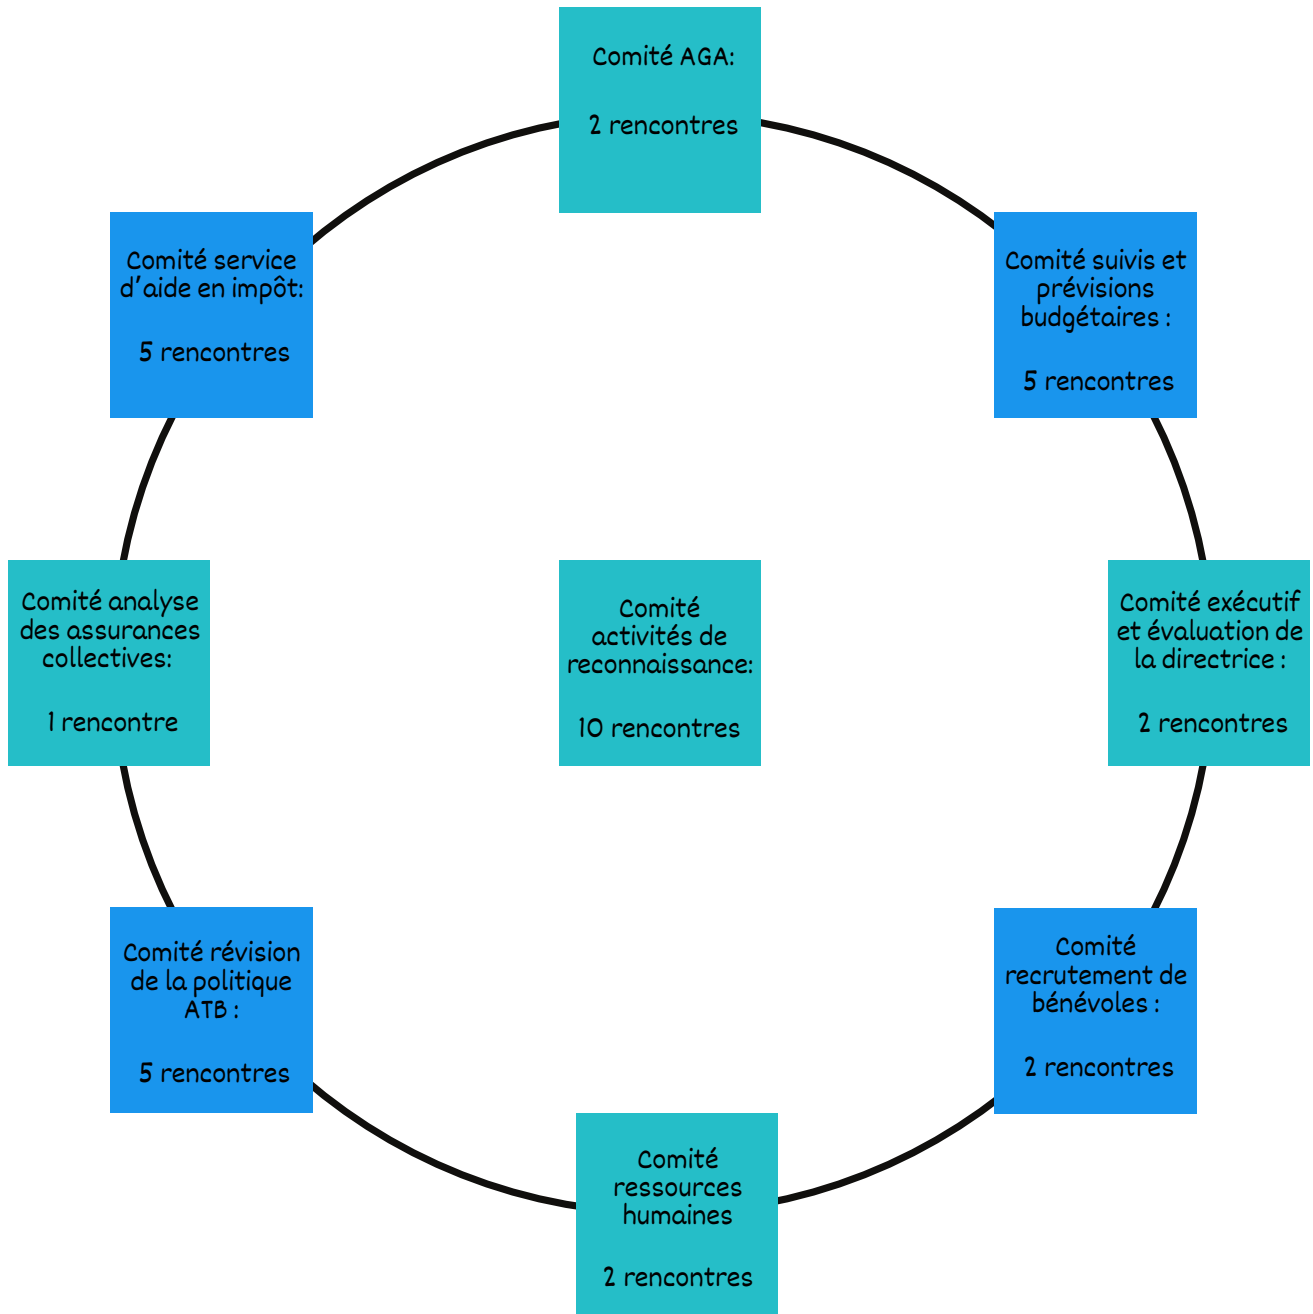 Comité AGA:
2 rencontres
Comité service
d'aide en impôt:
5 rencontres
Comité suivis et
prévisions
budgétaires :
5 rencontres
Comité analyse
des assurances
collectives:
1 rencontre
Comité
activités de
reconnaissance:
10 rencontres
Comité exécutif
et évaluation de
la directrice :
2 rencontres
Comité révision
de la politique
ATB :
5 rencontres
Comité
recrutement de
bénévoles :
2 rencontres
Comité
ressources
humaines
2 rencontres